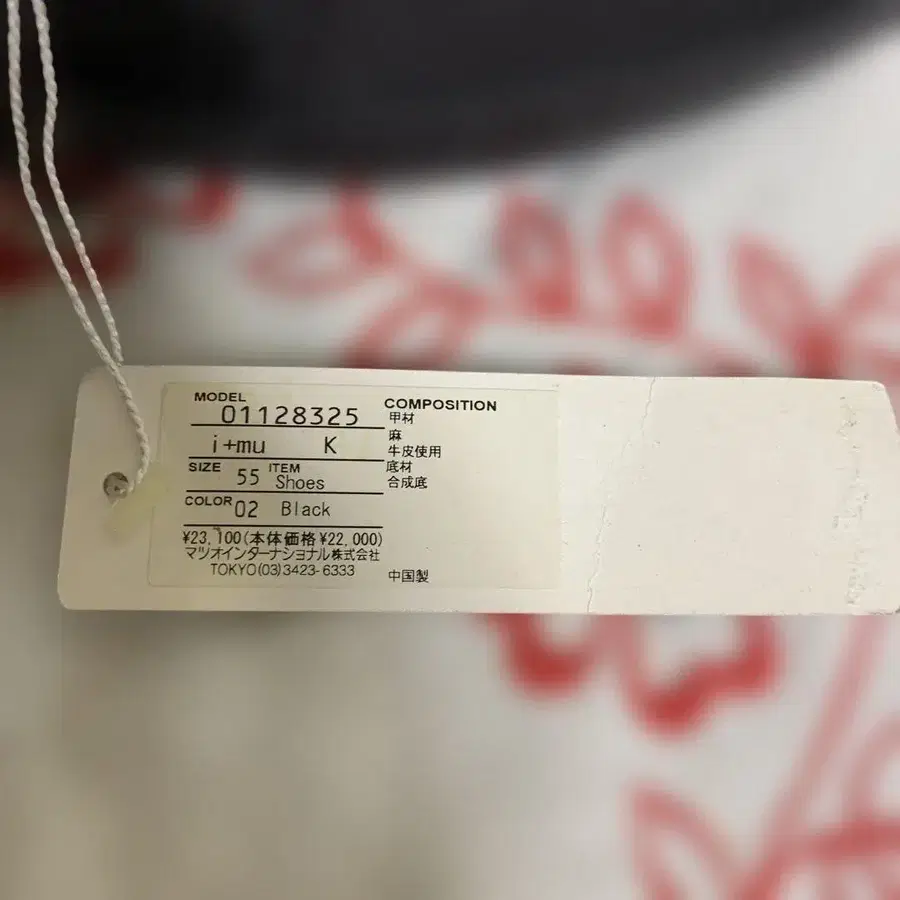 MODEL
01128325
i+mu K
SIZE 55 ITEM Shoes
COLOR 02 Black
¥23,100(本体価格¥22,000)
マツオインターナショナル株式会社
TOKYO(03)3423-6333
COMPOSITION
甲材
麻
牛皮使用
底材
合成底
中国製